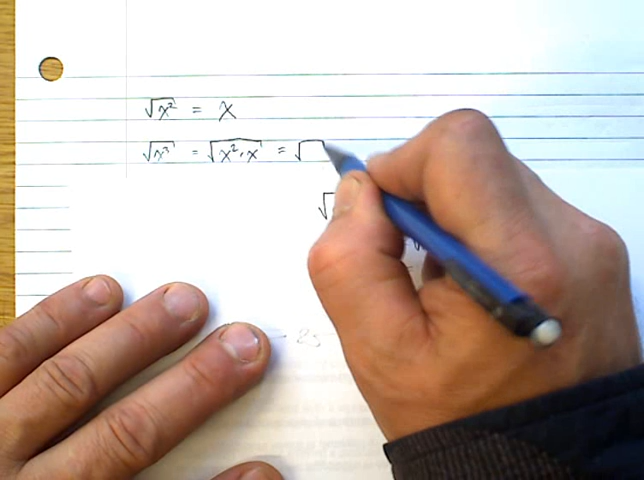 √x² = x
√x³ = √x²·x¹ = √
√